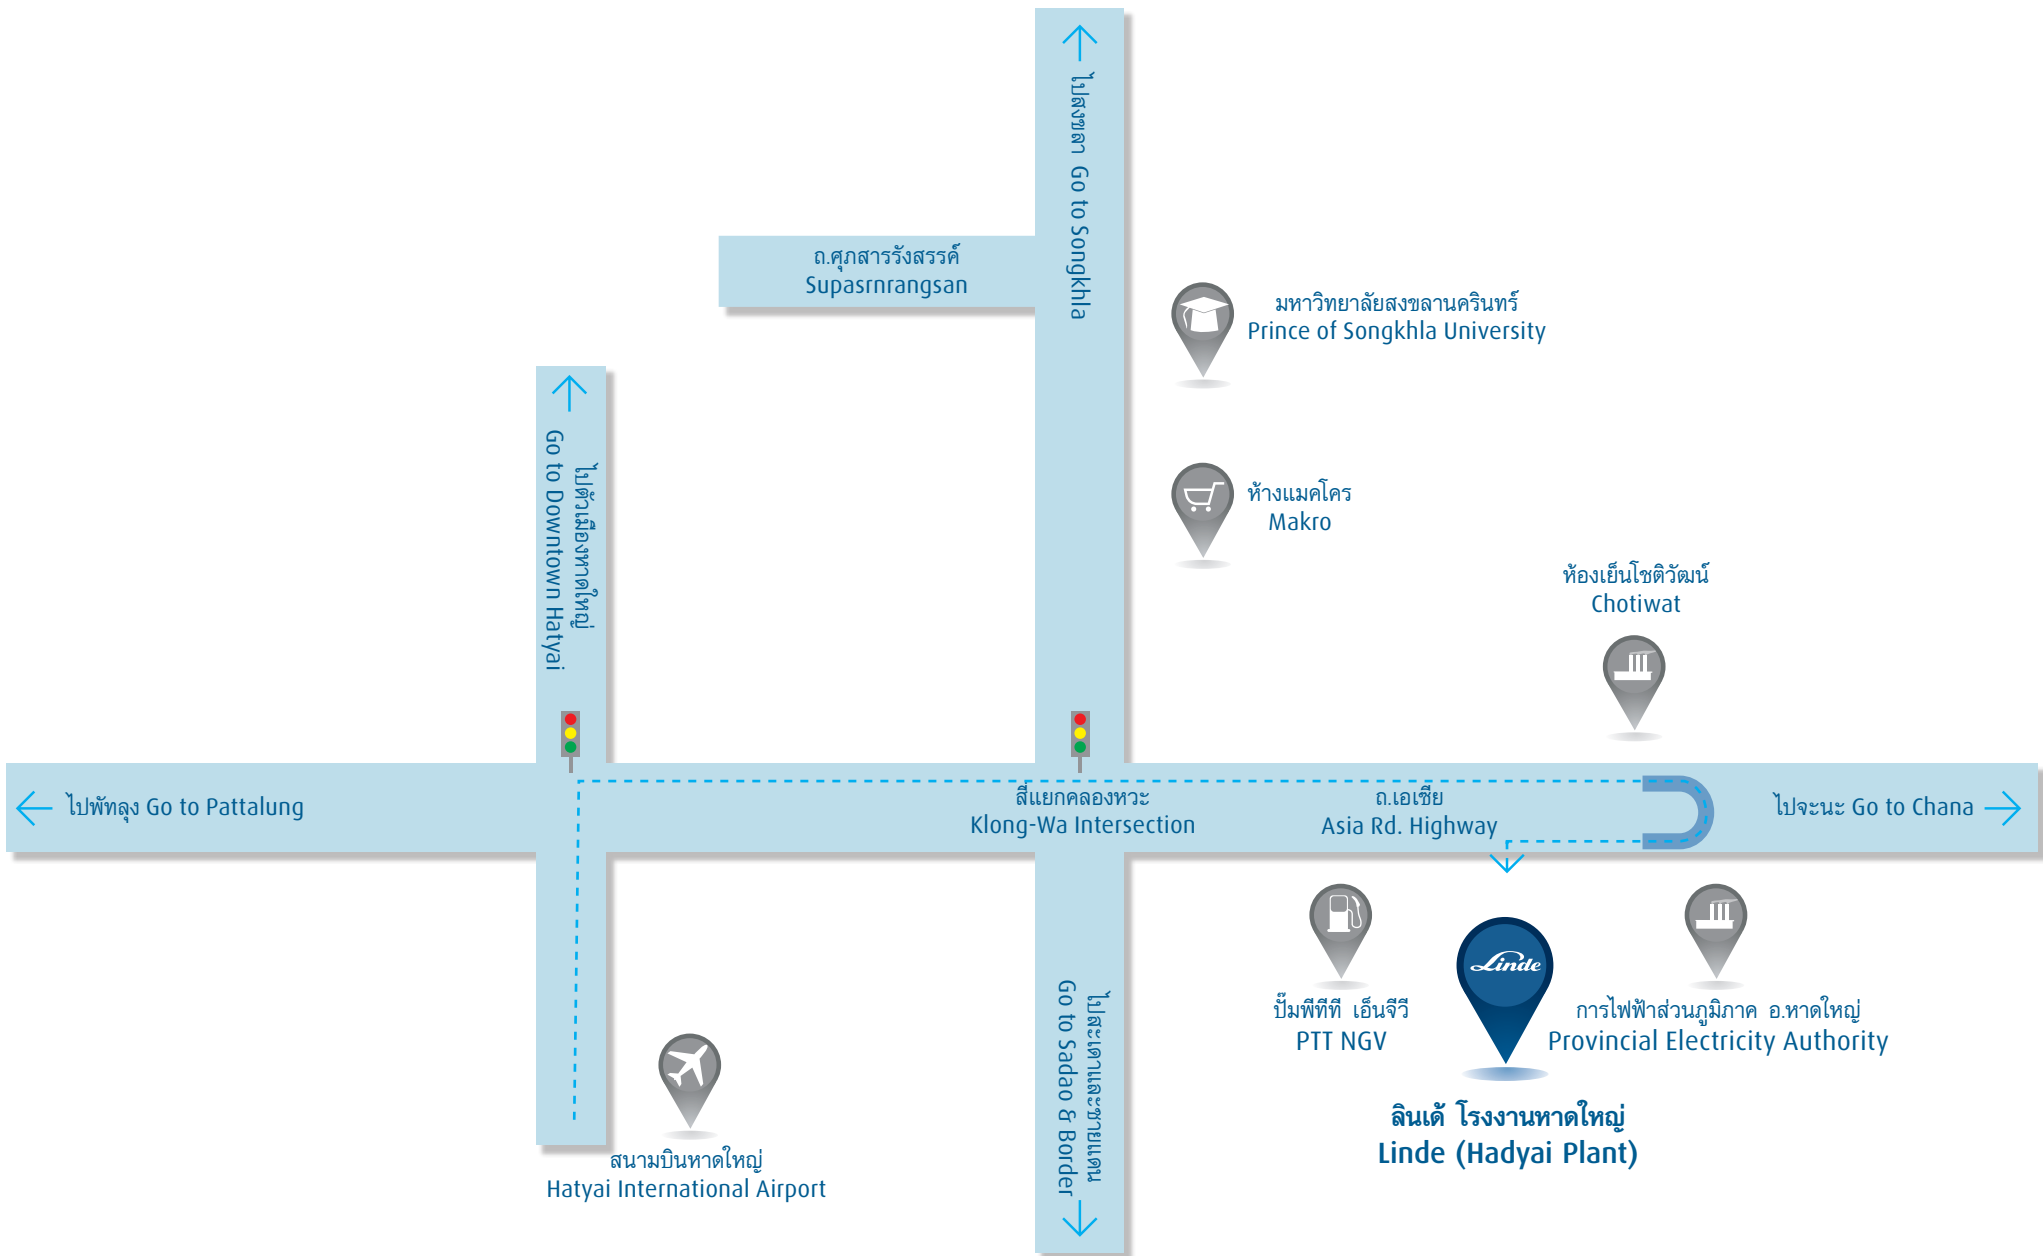 ไปสงขลา Go to Songkhla
ถ.ศุภสารรังสรรค์
Supasrnrangsan
มหาวิทยาลัยสงขลานครินทร์
Prince of Songkhla University
ไปตัวเมืองหาดใหญ่
Go to Downtown Hatyai
ห้างแมคโคร
Makro
ห้องเย็นโชติวัฒน์
Chotiwat
ไปพัทลุง Go to Pattalung
สี่แยกคลองหวะ
Klong-Wa Intersection
ถ.เอเซีย
Asia Rd. Highway
ไปจะนะ Go to Chana
Linde
ปั๊มพีทีที เอ็นจีวี
PTT NGV
การไฟฟ้าส่วนภูมิภาค อ.หาดใหญ่
Provincial Electricity Authority
ลินเด้ โรงงานหาดใหญ่
Linde (Hadyai Plant)
ไปสะเดาและชายแดน
Go to Sadao & Border
สนามบินหาดใหญ่
Hatyai International Airport